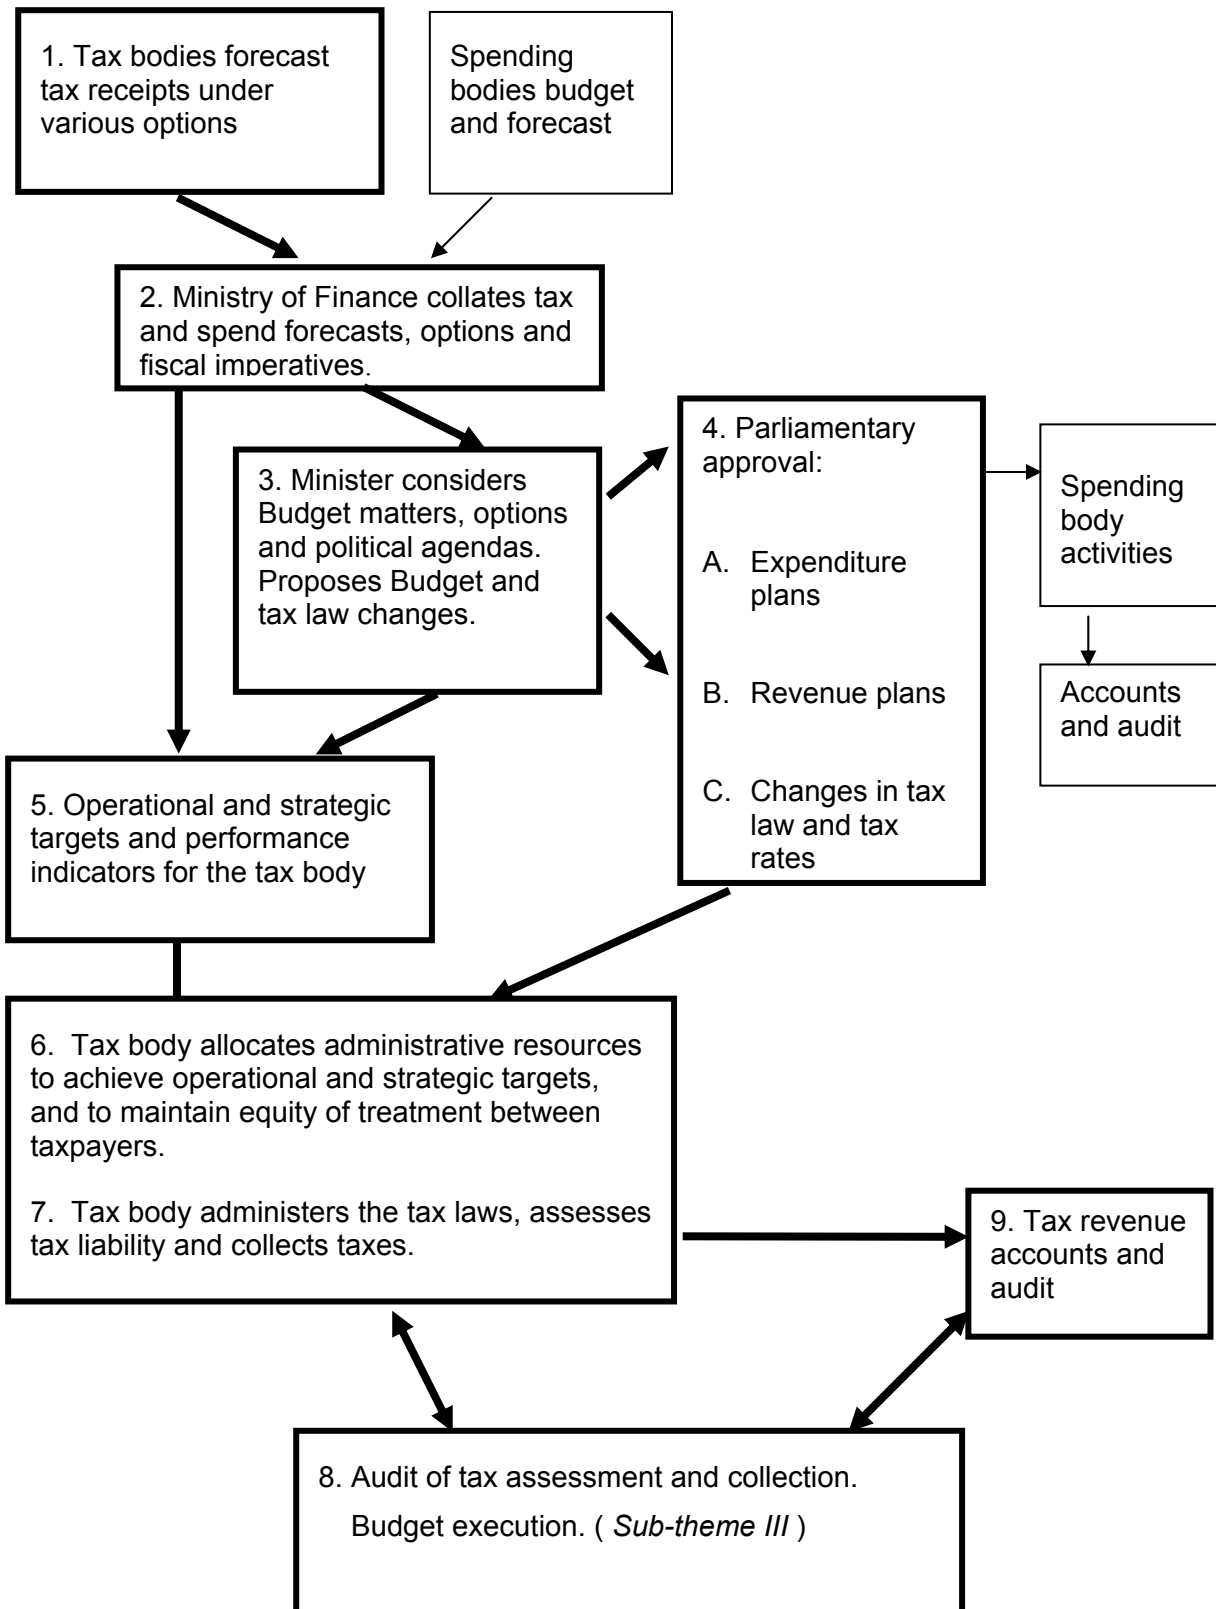 1. Tax bodies forecast
tax receipts under
various options
Spending
bodies budget
and forecast
2. Ministry of Finance collates tax
and spend forecasts, options and
fiscal imperatives.
3. Minister considers
Budget matters, options
and political agendas.
Proposes Budget and
tax law changes.
4. Parliamentary
approval:
A. Expenditure
plans
B. Revenue plans
C. Changes in tax
law and tax
rates
Spending
body
activities
Accounts
and audit
5. Operational and strategic
targets and performance
indicators for the tax body
6. Tax body allocates administrative resources
to achieve operational and strategic targets,
and to maintain equity of treatment between
taxpayers.
7. Tax body administers the tax laws, assesses
tax liability and collects taxes.
9. Tax revenue
accounts and
audit
8. Audit of tax assessment and collection.
Budget execution. ( Sub-theme III )